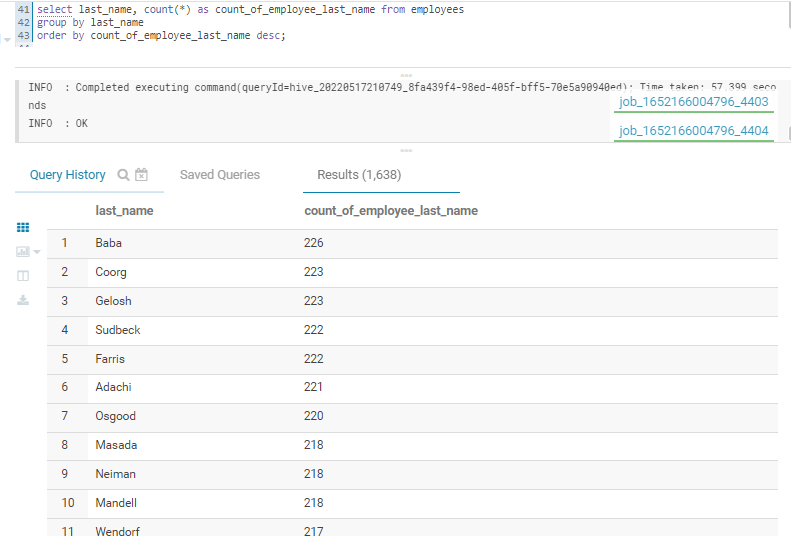 41 select last_name, count(*) as count_of_employee_last_name from employees
42 group by last_name
43 order by count_of_employee_last_name desc;
INFO : Completed executing command(queryId=hive_20220517210749_8fa439f4-98ed-405f-bff5-70e5a90940ed); Time taken: 57.399 seco
nds
job_1652166004796_4403
INFO : OK
job_1652166004796_4404
Query History Saved Queries Results (1,638)
last_name count_of_employee_last_name
1 Baba 226
2 Coorg 223
3 Gelosh 223
4 Sudbeck 222
5 Farris 222
6 Adachi 221
7 Osgood 220
8 Masada 218
9 Neiman 218
10 Mandell 218
11 Wendorf 217